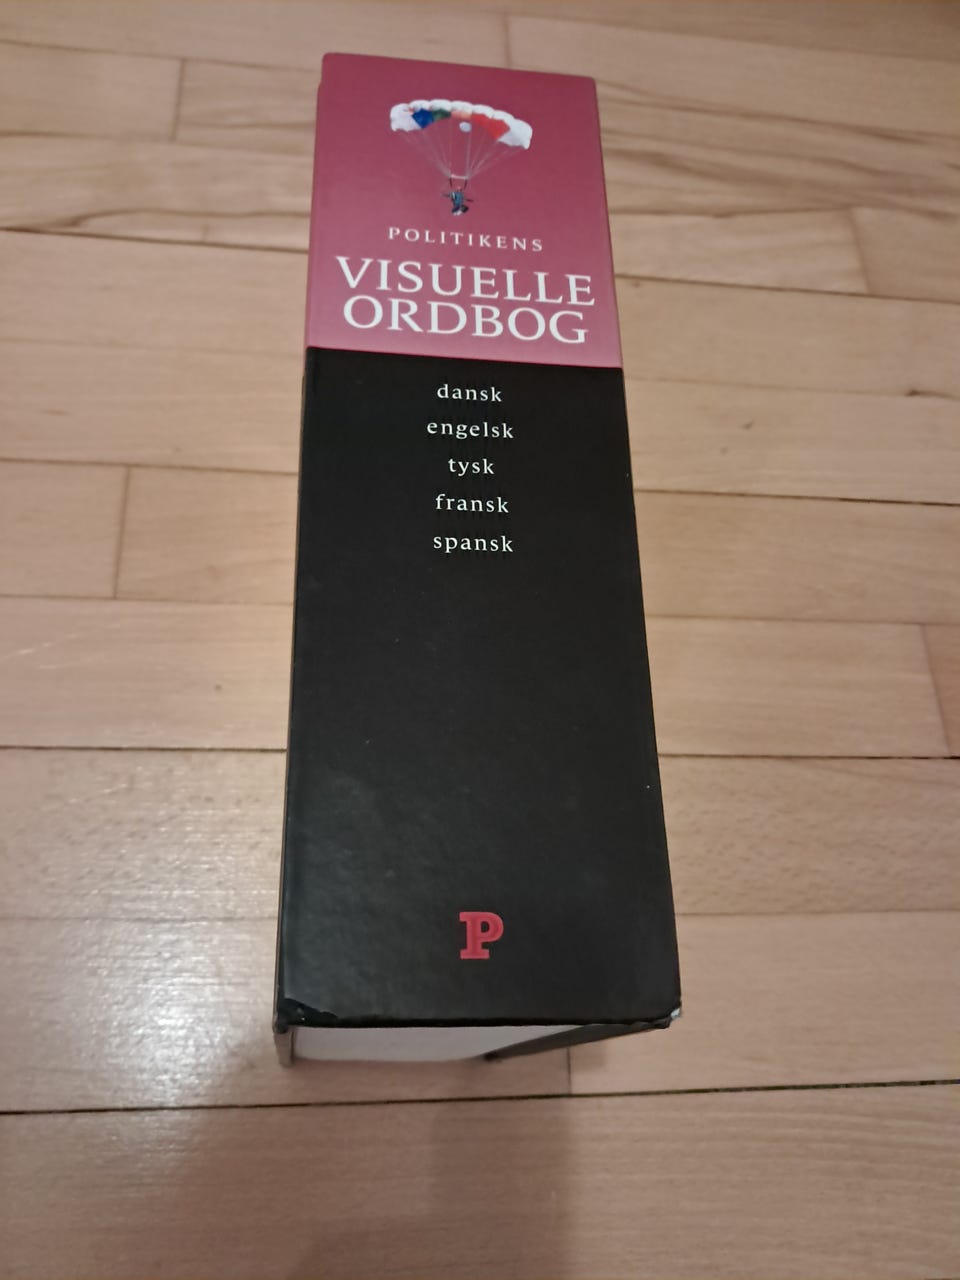 POLITIKENS
VISUELLE
ORDBOG
dansk
engelsk
tysk
fransk
spansk
P